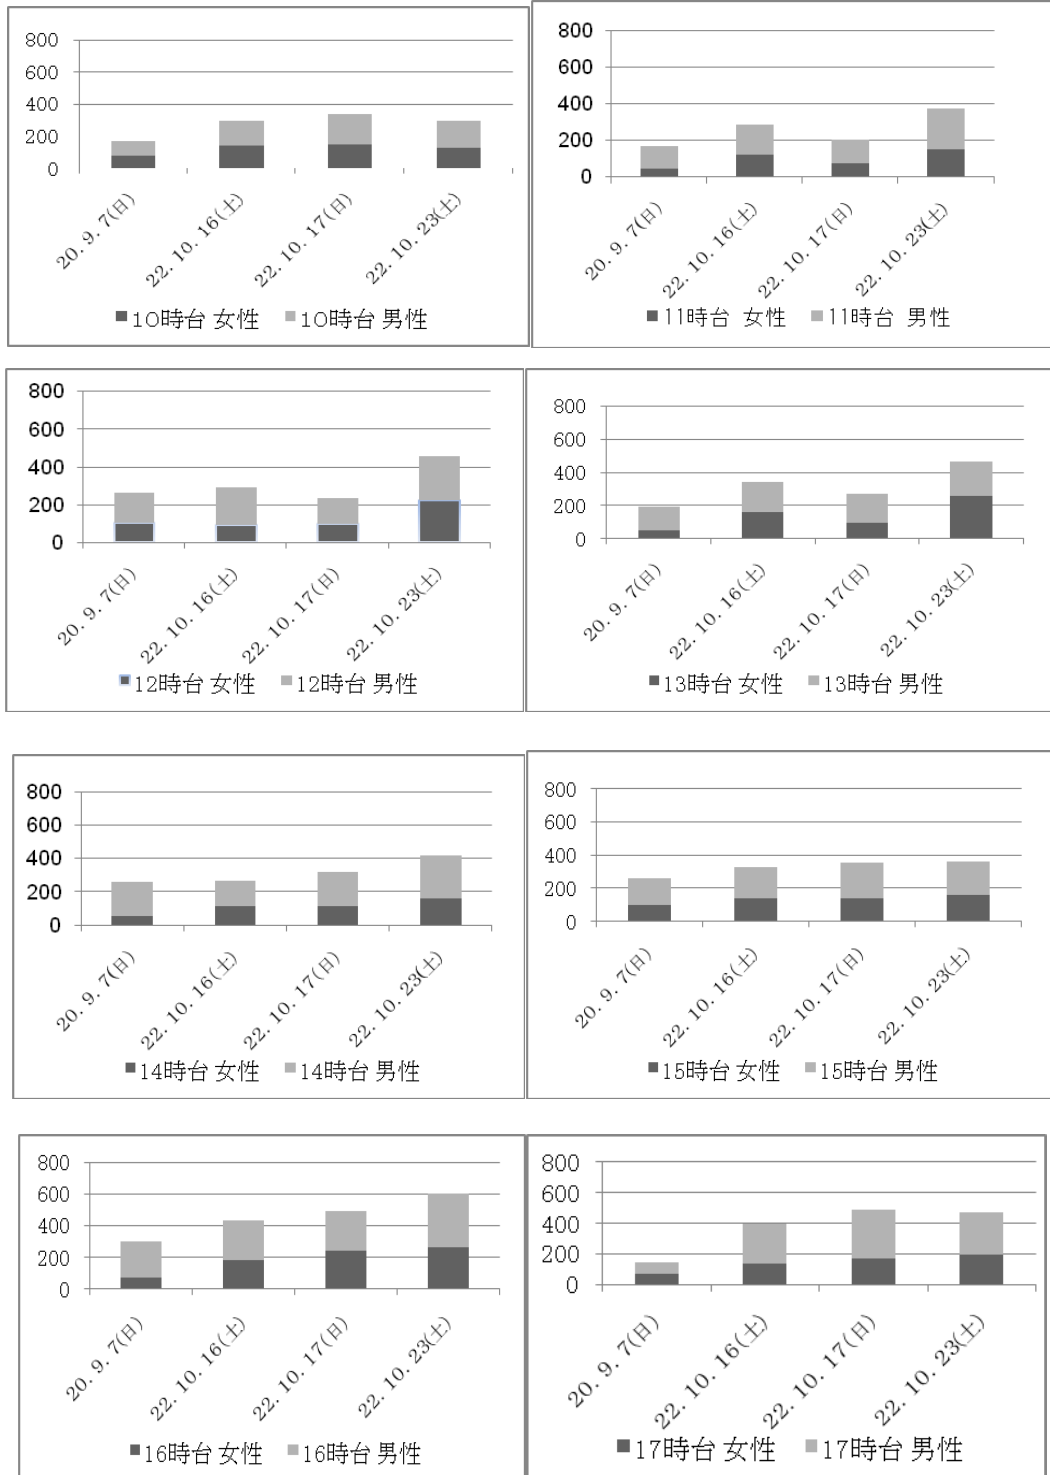 800
600
400
200
0
20. 9. 7(日)
22. 10. 16(土)
22. 10. 17(日)
22. 10. 23(土)
■10時台 女性 ■10時台 男性
800
600
400
200
0
20. 9. 7(日)
22. 10. 16(土)
22. 10. 17(日)
22. 10. 23(土)
■11時台 女性 ■11時台 男性
800
600
400
200
0
20. 9. 7(日)
22. 10. 16(土)
22. 10. 17(日)
22. 10. 23(土)
■12時台 女性 ■12時台 男性
800
600
400
200
0
20. 9. 7(日)
22. 10. 16(土)
22. 10. 17(日)
22. 10. 23(土)
■13時台 女性 ■13時台 男性
800
600
400
200
0
20. 9. 7(日)
22. 10. 16(土)
22. 10. 17(日)
22. 10. 23(土)
■14時台 女性 ■14時台 男性
800
600
400
200
0
20. 9. 7(日)
22. 10. 16(土)
22. 10. 17(日)
22. 10. 23(土)
■15時台 女性 ■15時台 男性
800
600
400
200
0
20. 9. 7(日)
22. 10. 16(土)
22. 10. 17(日)
22. 10. 23(土)
■16時台 女性 ■16時台 男性
800
600
400
200
0
20. 9. 7(日)
22. 10. 16(土)
22. 10. 17(日)
22. 10. 23(土)
■17時台 女性 ■17時台 男性